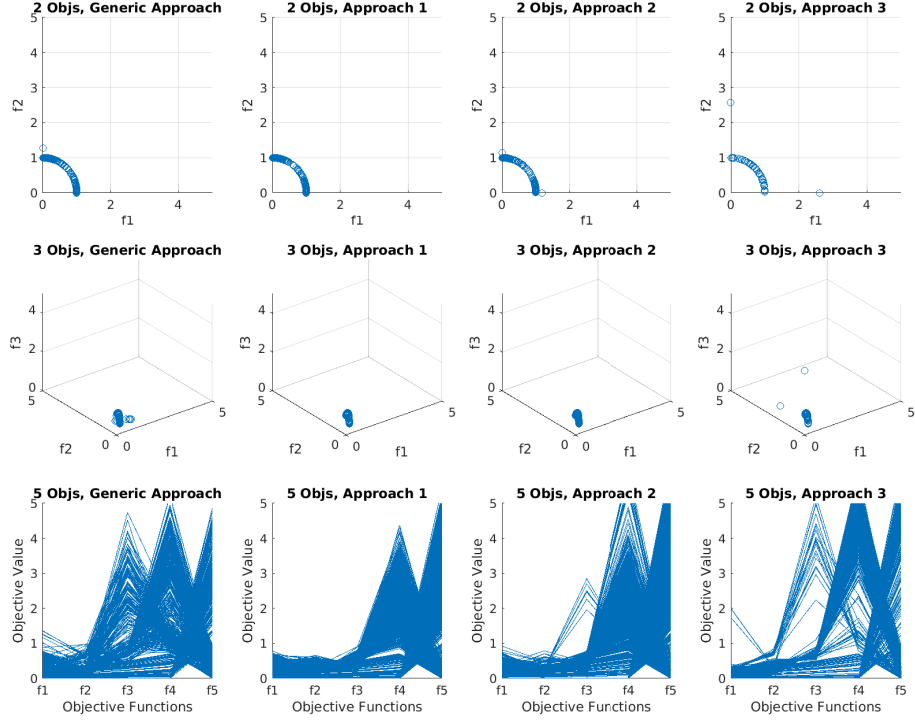 2 Objs, Generic Approach
2 Objs, Approach 1
2 Objs, Approach 2
2 Objs, Approach 3
5 5 5 5
4 4 4 4
3 3 3 3
f2 f2 f2 f2
2 2 2 2
1 1 1 1
0 0 0 0
0 2 4 0 2 4 0 2 4 0 2 4
f1 f1 f1 f1
3 Objs, Generic Approach
3 Objs, Approach 1
3 Objs, Approach 2
3 Objs, Approach 3
4 4 4 4
f3 f3 f3 f3
2 2 2 2
0 0 0 0
5 5 5 5 5 5 5 5
f2 0 0 f1 f2 0 0 f1 f2 0 0 f1 f2 0 0 f1
5 Objs, Generic Approach
5 Objs, Approach 1
5 Objs, Approach 2
5 Objs, Approach 3
5 5 5 5
4 4 4 4
3 3 3 3
Objective Value Objective Value Objective Value Objective Value
2 2 2 2
1 1 1 1
0 0 0 0
f1 f2 f3 f4 f5 f1 f2 f3 f4 f5 f1 f2 f3 f4 f5 f1 f2 f3 f4 f5
Objective Functions Objective Functions Objective Functions Objective Functions